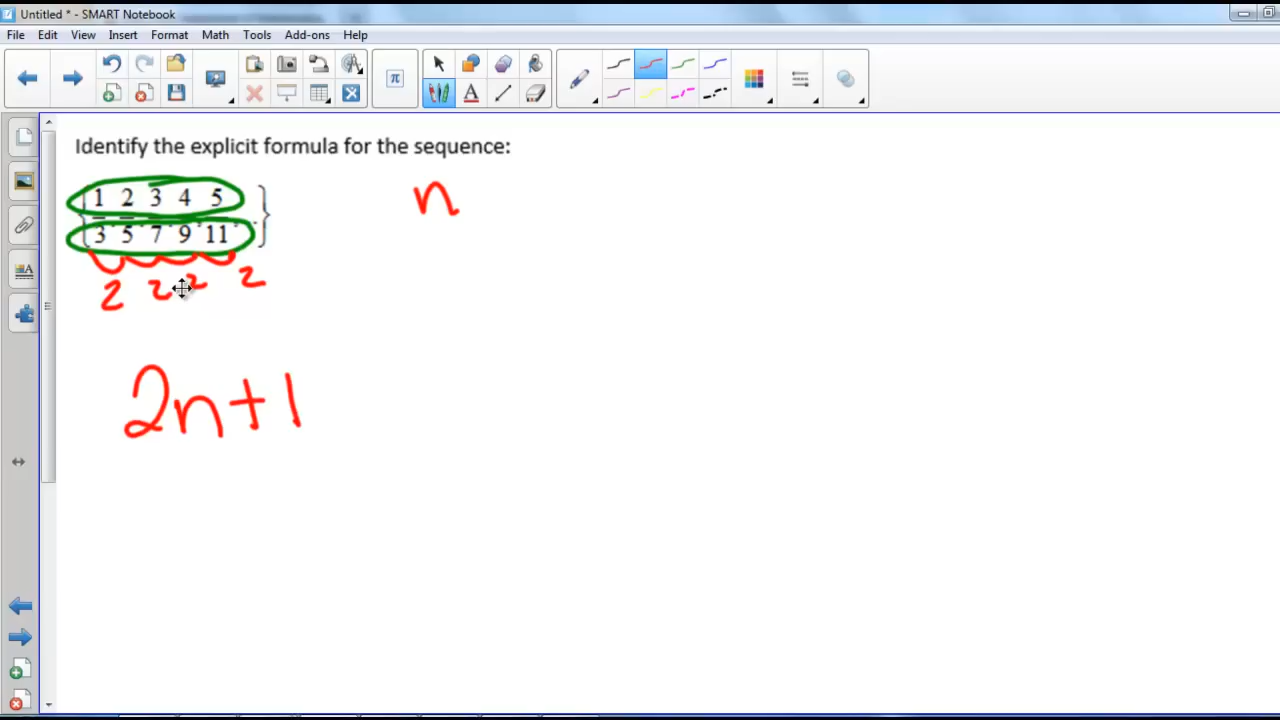 Untitled * - SMART Notebook
File Edit View Insert Format Math Tools Add-ons Help
π A
Identify the explicit formula for the sequence:
{1/3, 2/5, 3/7, 4/9, 5/11, . }
n
2 2 2 2
2n+1